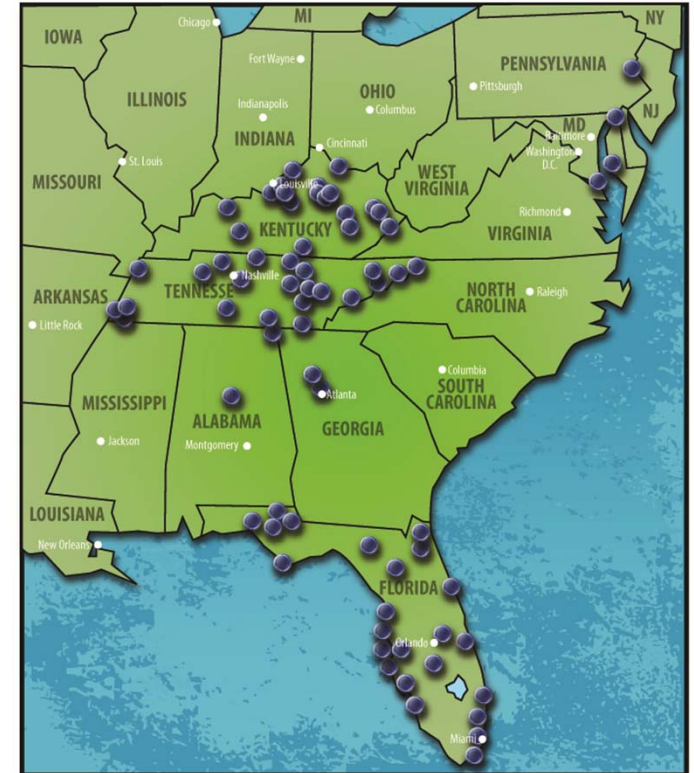 NY
MI
Chicago
IOWA
Fort Wayne
PENNSYLVANIA
OHIO
Pittsburgh
ILLINOIS
Indianapolis
Columbus
NJ
MD
INDIANA
Baltimore
Cincinnati
Washington
D.C.
St. Louis
WEST
VIRGINIA
MISSOURI
Louisville
Richmond
KENTUCKY
VIRGINIA
Nashville
TENNESSE
NORTH
CAROLINA
Raleigh
ARKANSAS
Little Rock
Columbia
SOUTH
CAROLINA
Atlanta
MISSISSIPPI
ALABAMA
GEORGIA
Jackson
Montgomery
LOUISIANA
New Orleans
FLORIDA
Orlando
Miami